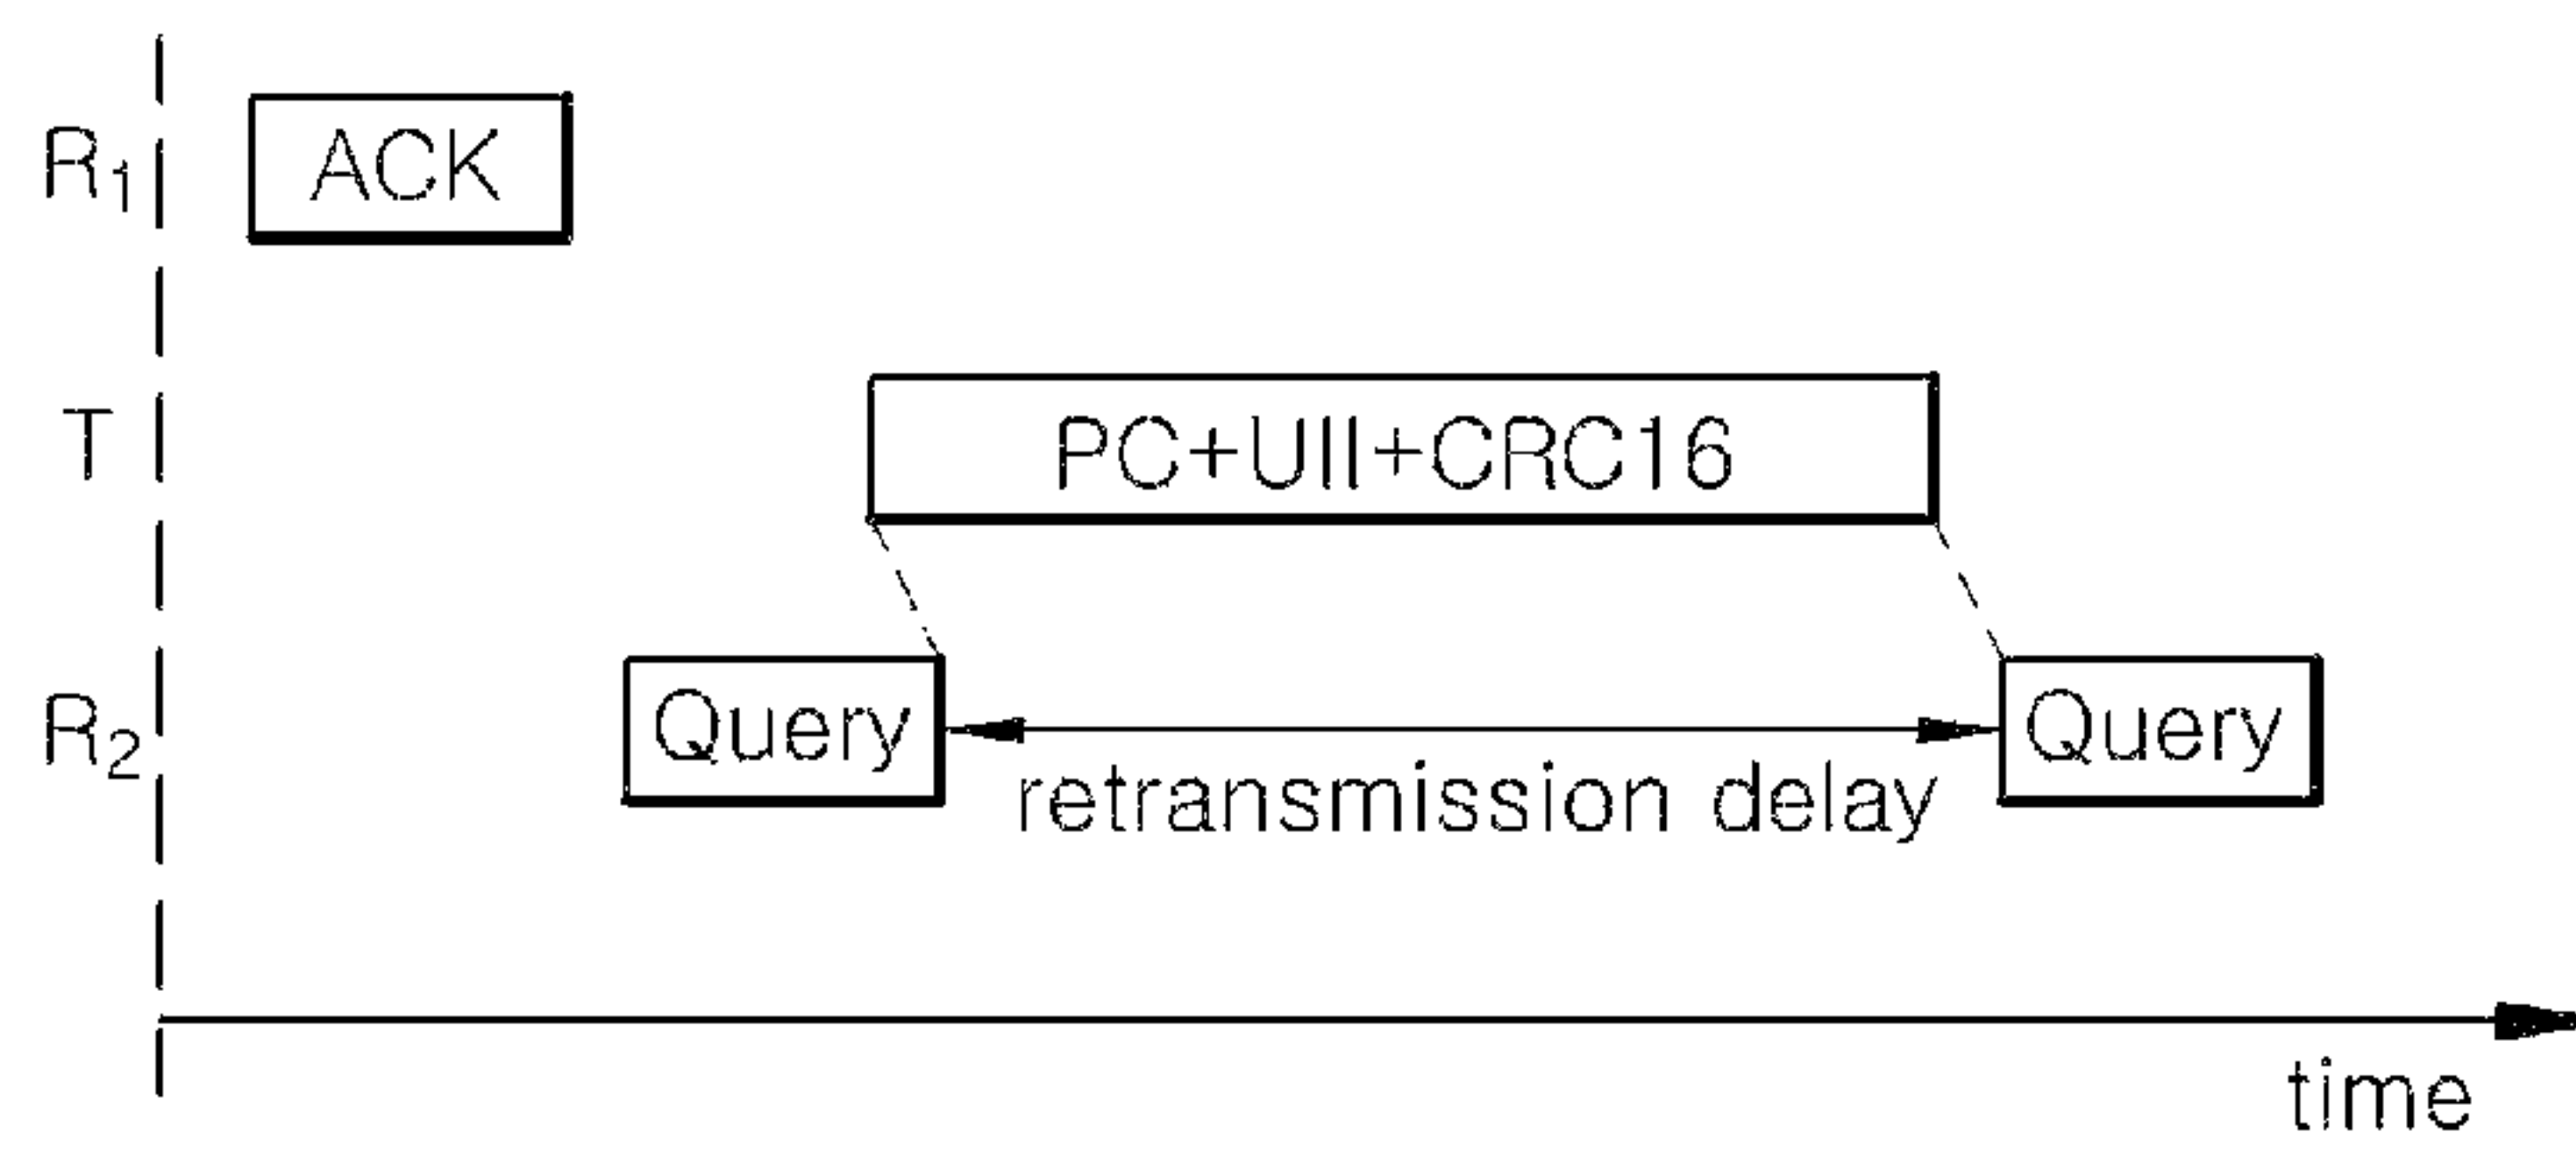 R1 ACK
T PC+UII+CRC16
R2 Query Query
retransmission delay
time